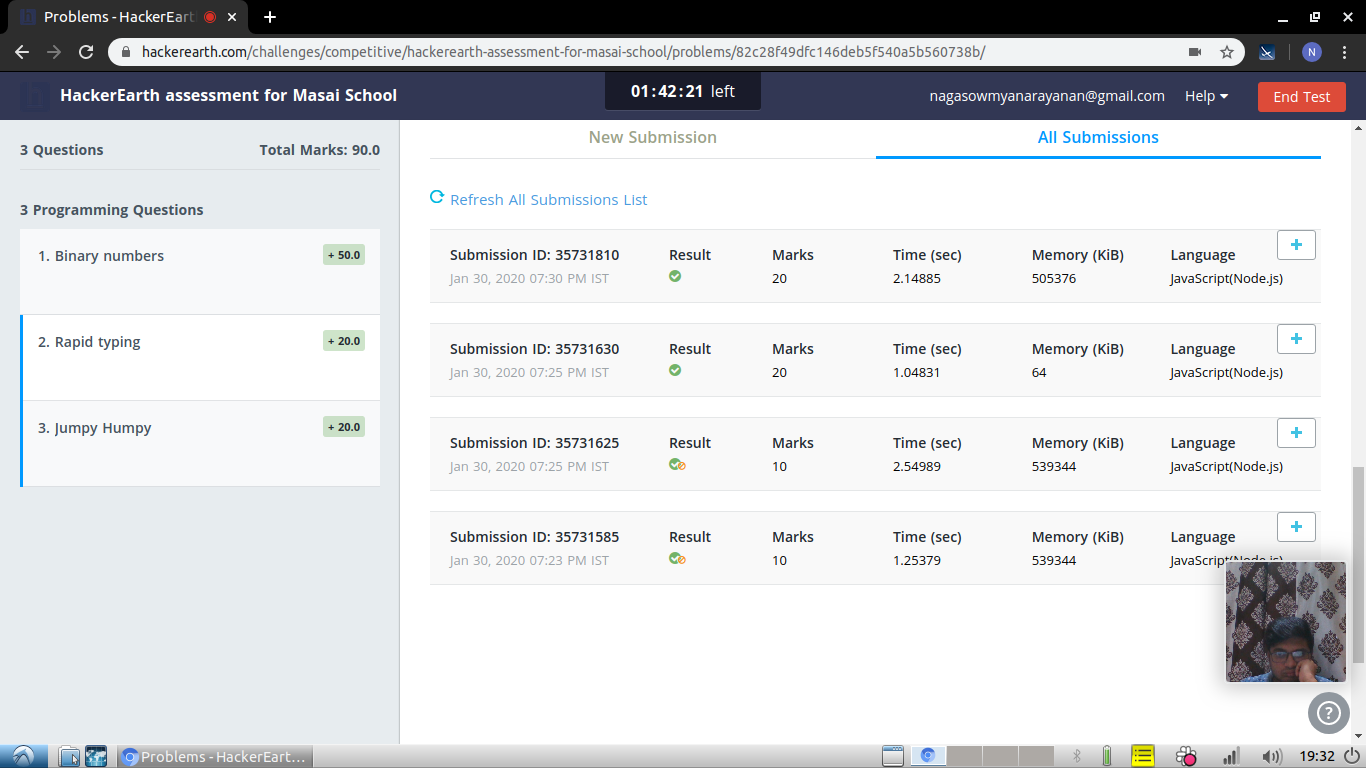 Problems - HackerEart
hackerearth.com/challenges/competitive/hackerearth-assessment-for-masai-school/problems/82c28f49dfc146deb5f540a5b560738b/
N
HackerEarth assessment for Masai School
01:42:21 left
nagasowmyanarayanan@gmail.com
Help
End Test
3 Questions
Total Marks: 90.0
3 Programming Questions
1. Binary numbers
+ 50.0
2. Rapid typing
+ 20.0
3. Jumpy Humpy
+ 20.0
New Submission
All Submissions
Refresh All Submissions List
Submission ID: 35731810 Result Marks Time (sec) Memory (KiB) Language
Jan 30, 2020 07:30 PM IST 20 2.14885 505376 JavaScript(Node.js)
Submission ID: 35731630 Result Marks Time (sec) Memory (KiB) Language
Jan 30, 2020 07:25 PM IST 20 1.04831 64 JavaScript(Node.js)
Submission ID: 35731625 Result Marks Time (sec) Memory (KiB) Language
Jan 30, 2020 07:25 PM IST 10 2.54989 539344 JavaScript(Node.js)
Submission ID: 35731585 Result Marks Time (sec) Memory (KiB) Language
Jan 30, 2020 07:23 PM IST 10 1.25379 539344 JavaScript(Node.js)
?
Problems - HackerEart...
19:32